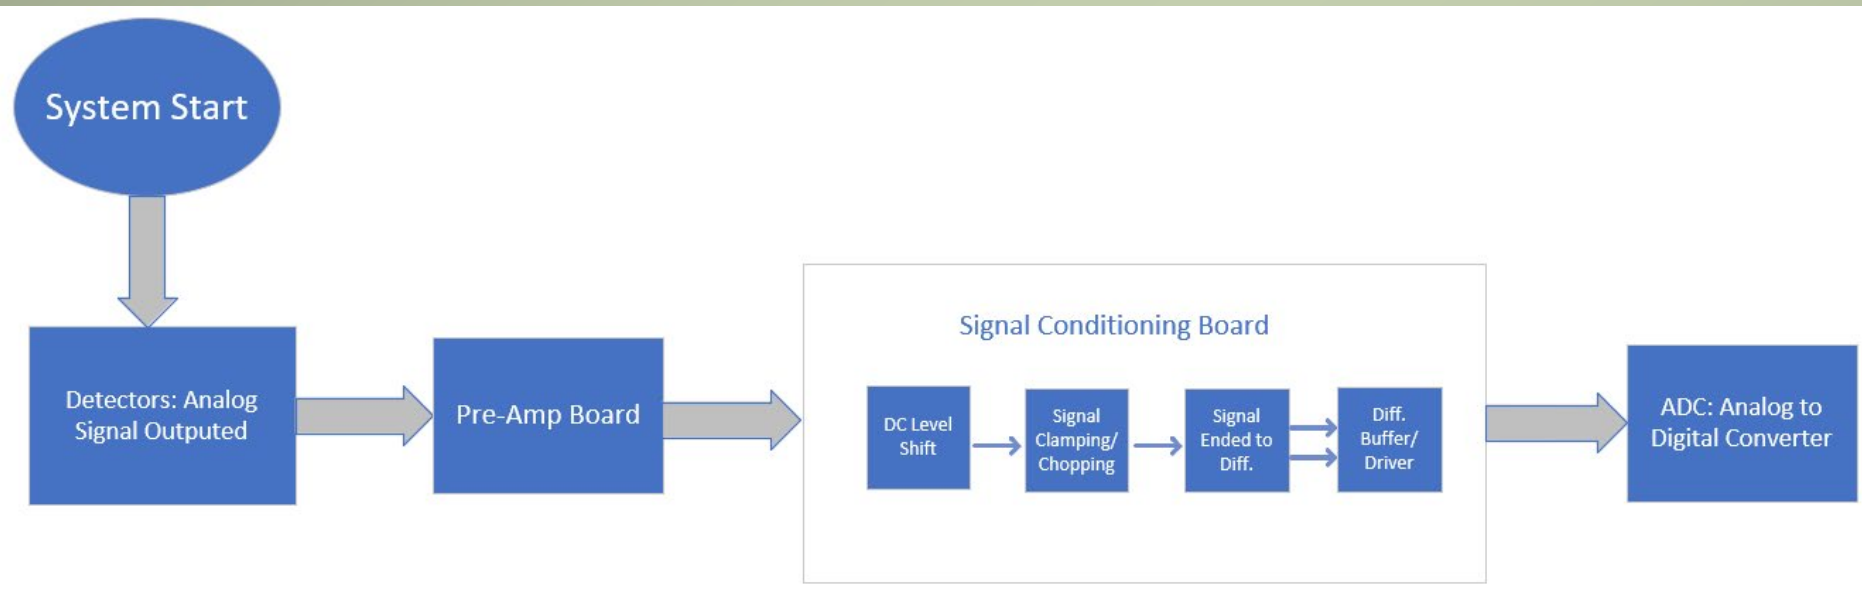 System Start
Detectors: Analog
Signal Outputed
Pre-Amp Board
Signal Conditioning Board
DC Level
Shift
Signal
Clamping/
Chopping
Signal
Ended to
Diff.
Diff.
Buffer/
Driver
ADC: Analog to
Digital Converter